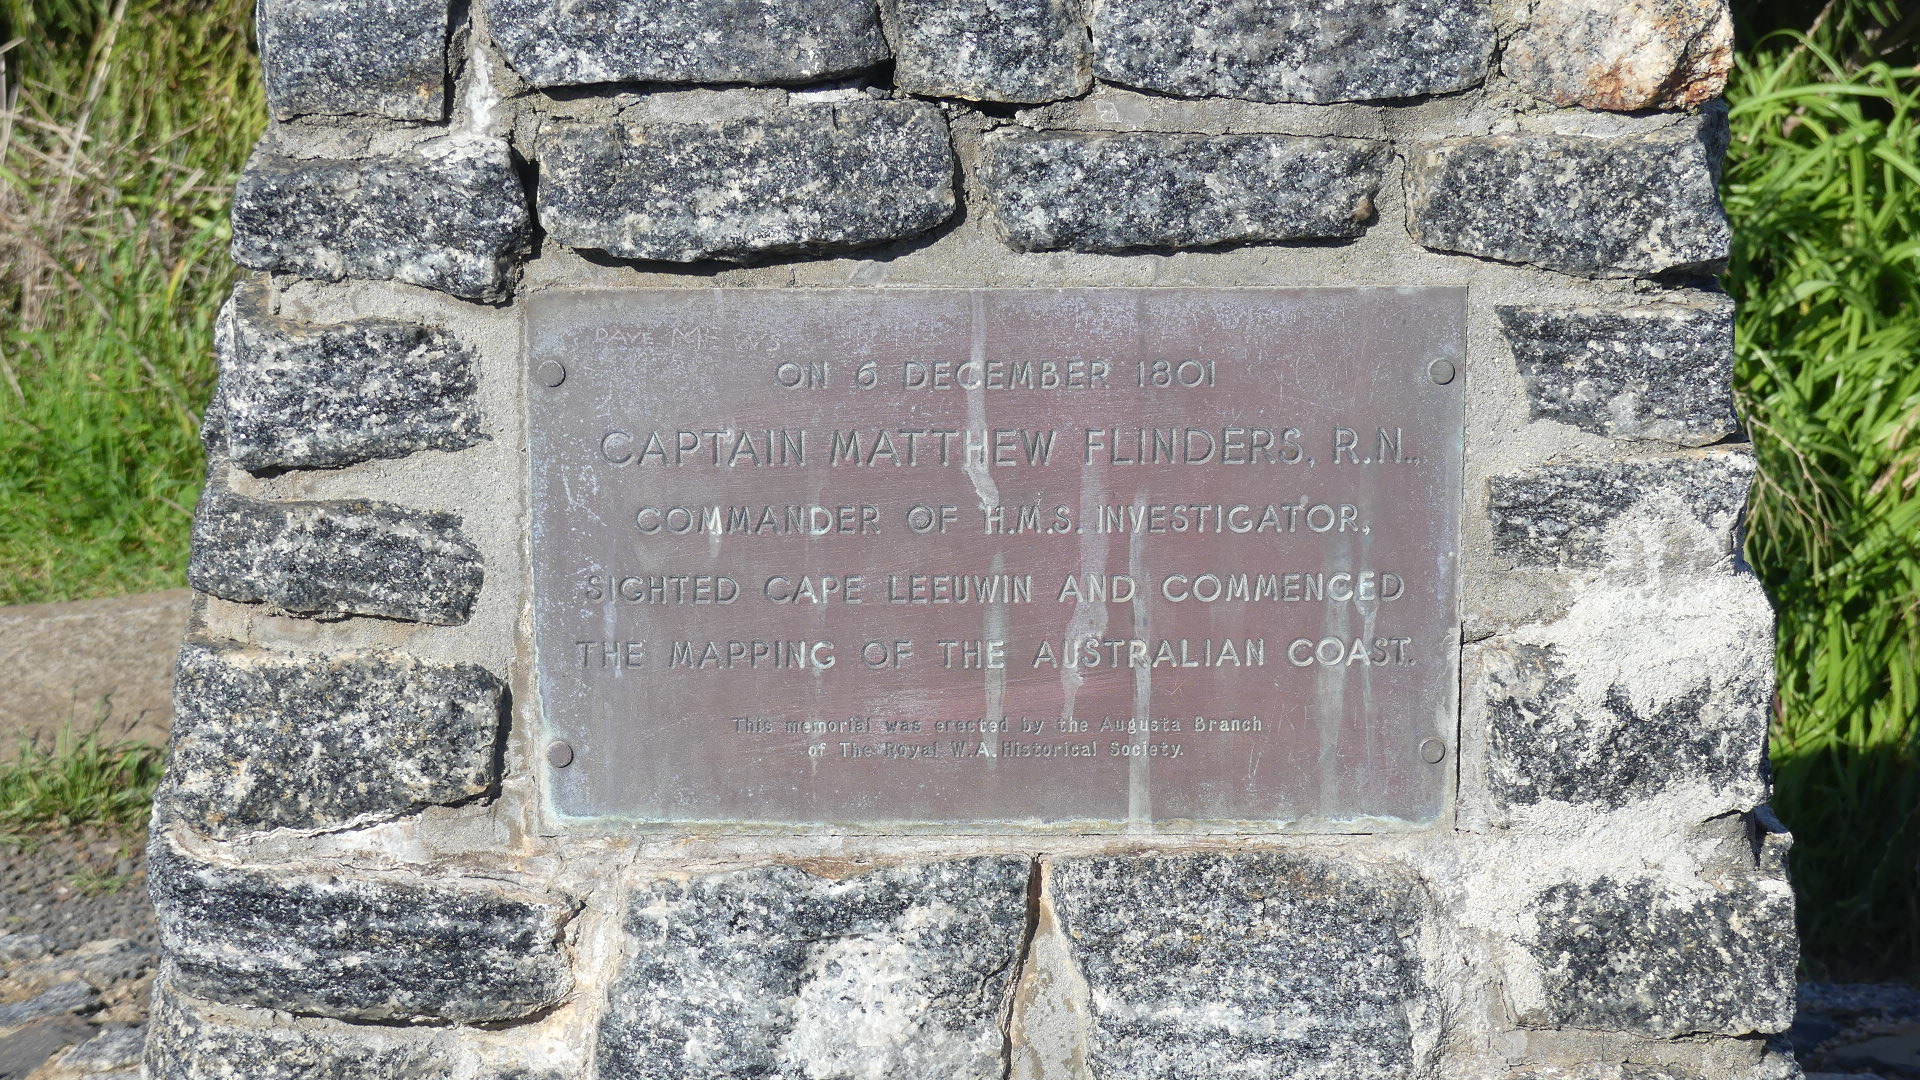 ON 6 DECEMBER 1801
CAPTAIN MATTHEW FLINDERS, R.N.,
COMMANDER OF H.M.S. INVESTIGATOR,
SIGHTED CAPE LEEUWIN AND COMMENCED
THE MAPPING OF THE AUSTRALIAN COAST.
This memorial was erected by the Augusta Branch
of The Royal W.A. Historical Society.